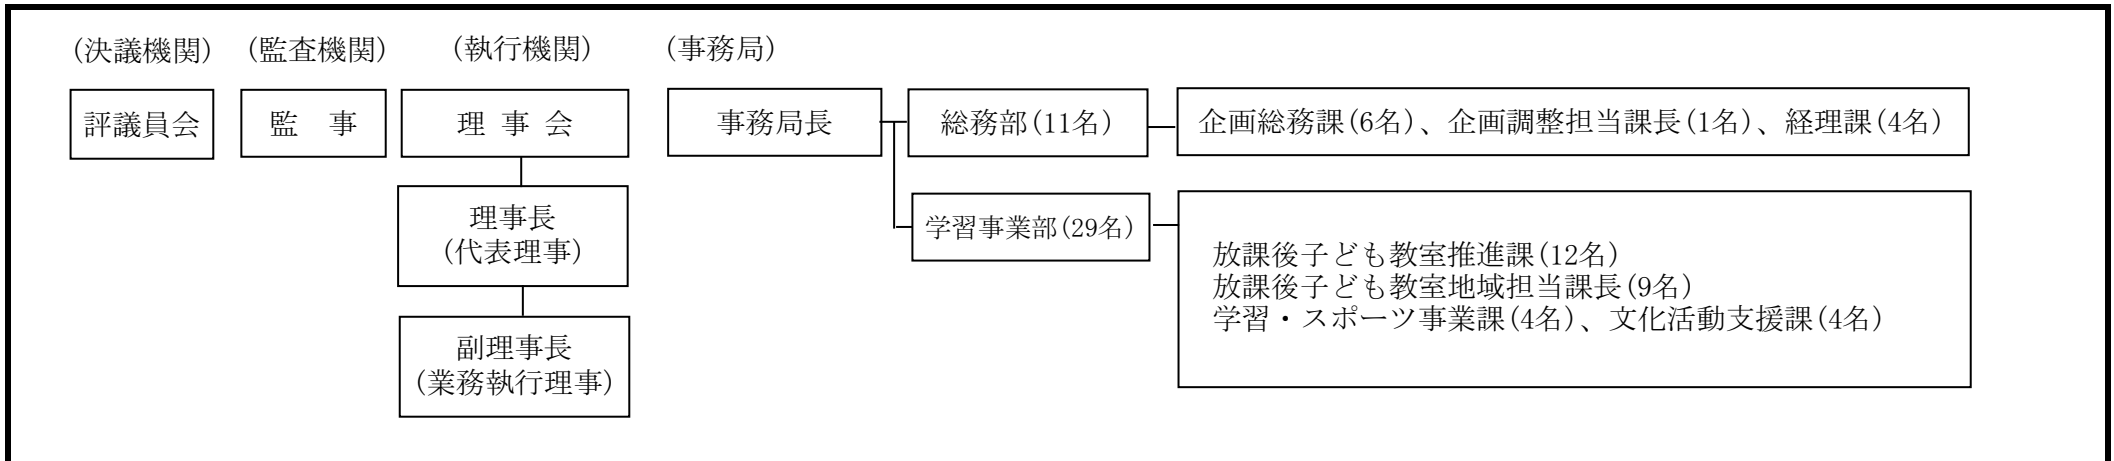 (決議機関) (監査機関) (執行機関) (事務局)
評議員会 監 事 理 事 会 事務局長 総務部(11名) 企画総務課(6名)、企画調整担当課長(1名)、経理課(4名)
理事長
(代表理事)
学習事業部(29名)
放課後子ども教室推進課(12名)
放課後子ども教室地域担当課長(9名)
学習・スポーツ事業課(4名)、文化活動支援課(4名)
副理事長
(業務執行理事)